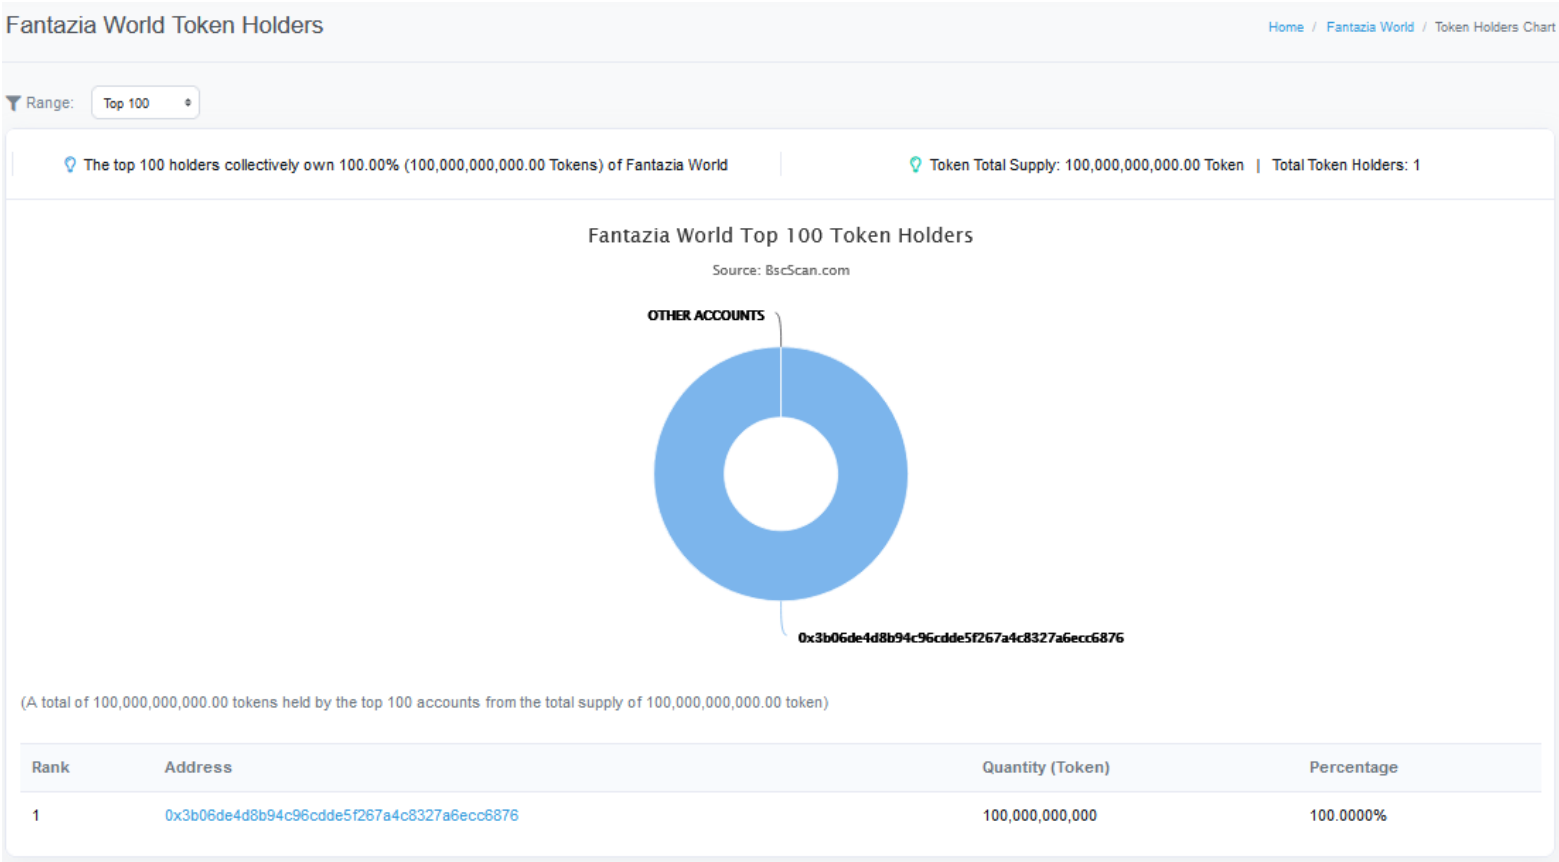 Fantazia World Token Holders
Home / Fantazia World / Token Holders Chart
Range: Top 100
The top 100 holders collectively own 100.00% (100,000,000,000.00 Tokens) of Fantazia World
Token Total Supply: 100,000,000,000.00 Token | Total Token Holders: 1
Fantazia World Top 100 Token Holders
Source: BscScan.com
OTHER ACCOUNTS
0x3b06de4d8b94c96cdde5f267a4c8327a6ecc6876
(A total of 100,000,000,000.00 tokens held by the top 100 accounts from the total supply of 100,000,000,000.00 token)
Rank Address Quantity (Token) Percentage
1 0x3b06de4d8b94c96cdde5f267a4c8327a6ecc6876 100,000,000,000 100.0000%